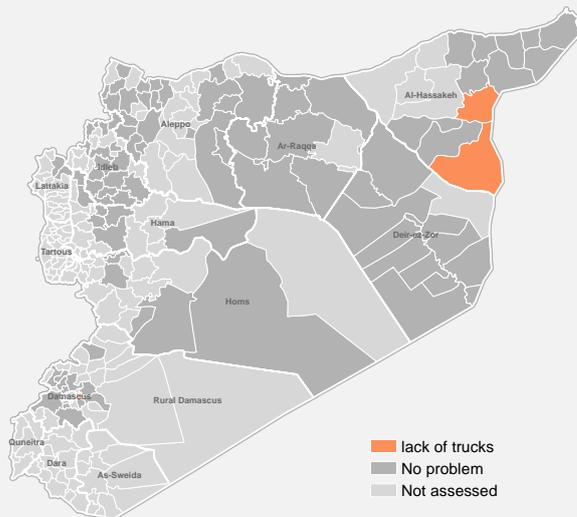 Al-Hassakeh
Aleppo
Ar-Raqqa
Idleb
Lattakia
Hama
Deir-ez-Zor
Tartous
Homs
Damascus
Rural Damascus
Quneitra
Dara
As-Sweida
lack of trucks
No problem
Not assessed